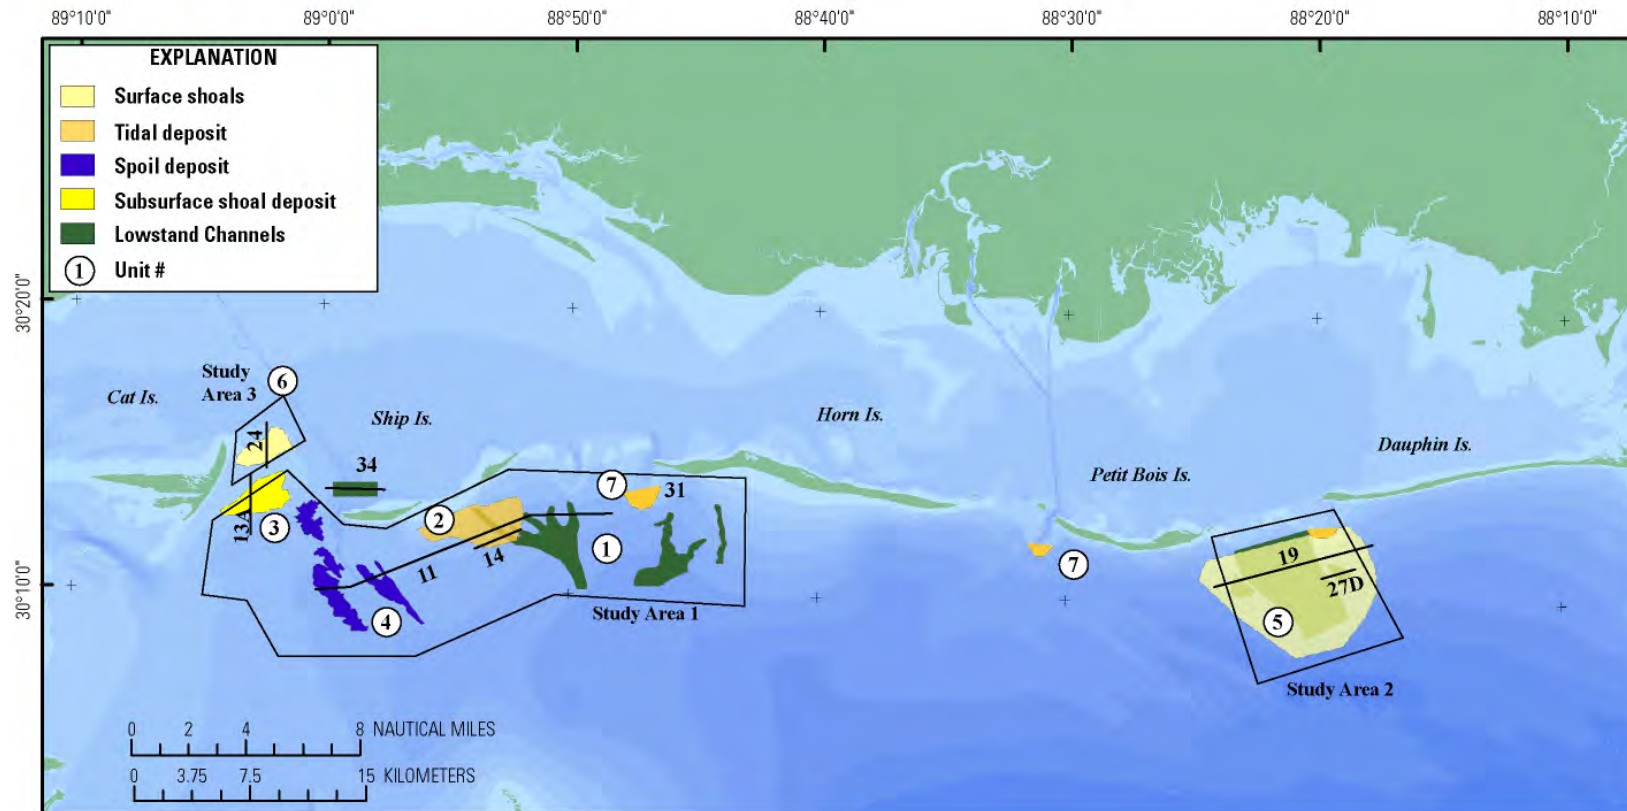 89°10'0" 89°0'0" 88°50'0" 88°40'0" 88°30'0" 88°20'0" 88°10'0"
EXPLANATION
Surface shoals
Tidal deposit
Spoil deposit
Subsurface shoal deposit
Lowstand Channels
1 Unit #
30°20'0"
30°10'0"
Study
Area 3
6
Cat Is.
Ship Is.
Horn Is.
Petit Bois Is.
Dauphin Is.
24
34
13A
3
2
7
31
14
11
1
4
Study Area 1
7
19
27D
5
Study Area 2
0 2 4 8 NAUTICAL MILES
0 3.75 7.5 15 KILOMETERS